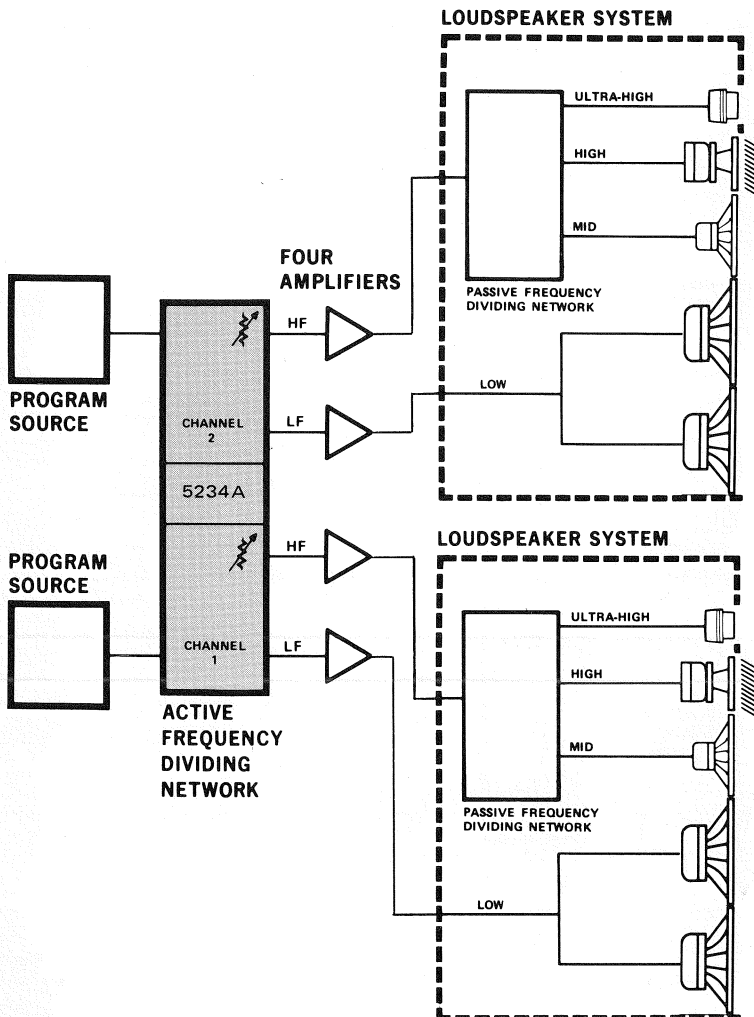 LOUDSPEAKER SYSTEM
ULTRA-HIGH
HIGH
MID
PASSIVE FREQUENCY
DIVIDING NETWORK
FOUR
AMPLIFIERS
HF
PROGRAM
SOURCE
LOW
CHANNEL
2
LF
5234A
LOUDSPEAKER SYSTEM
HF
PROGRAM
SOURCE
ULTRA-HIGH
CHANNEL
1
LF
HIGH
ACTIVE
FREQUENCY
DIVIDING
NETWORK
MID
PASSIVE FREQUENCY
DIVIDING NETWORK
LOW